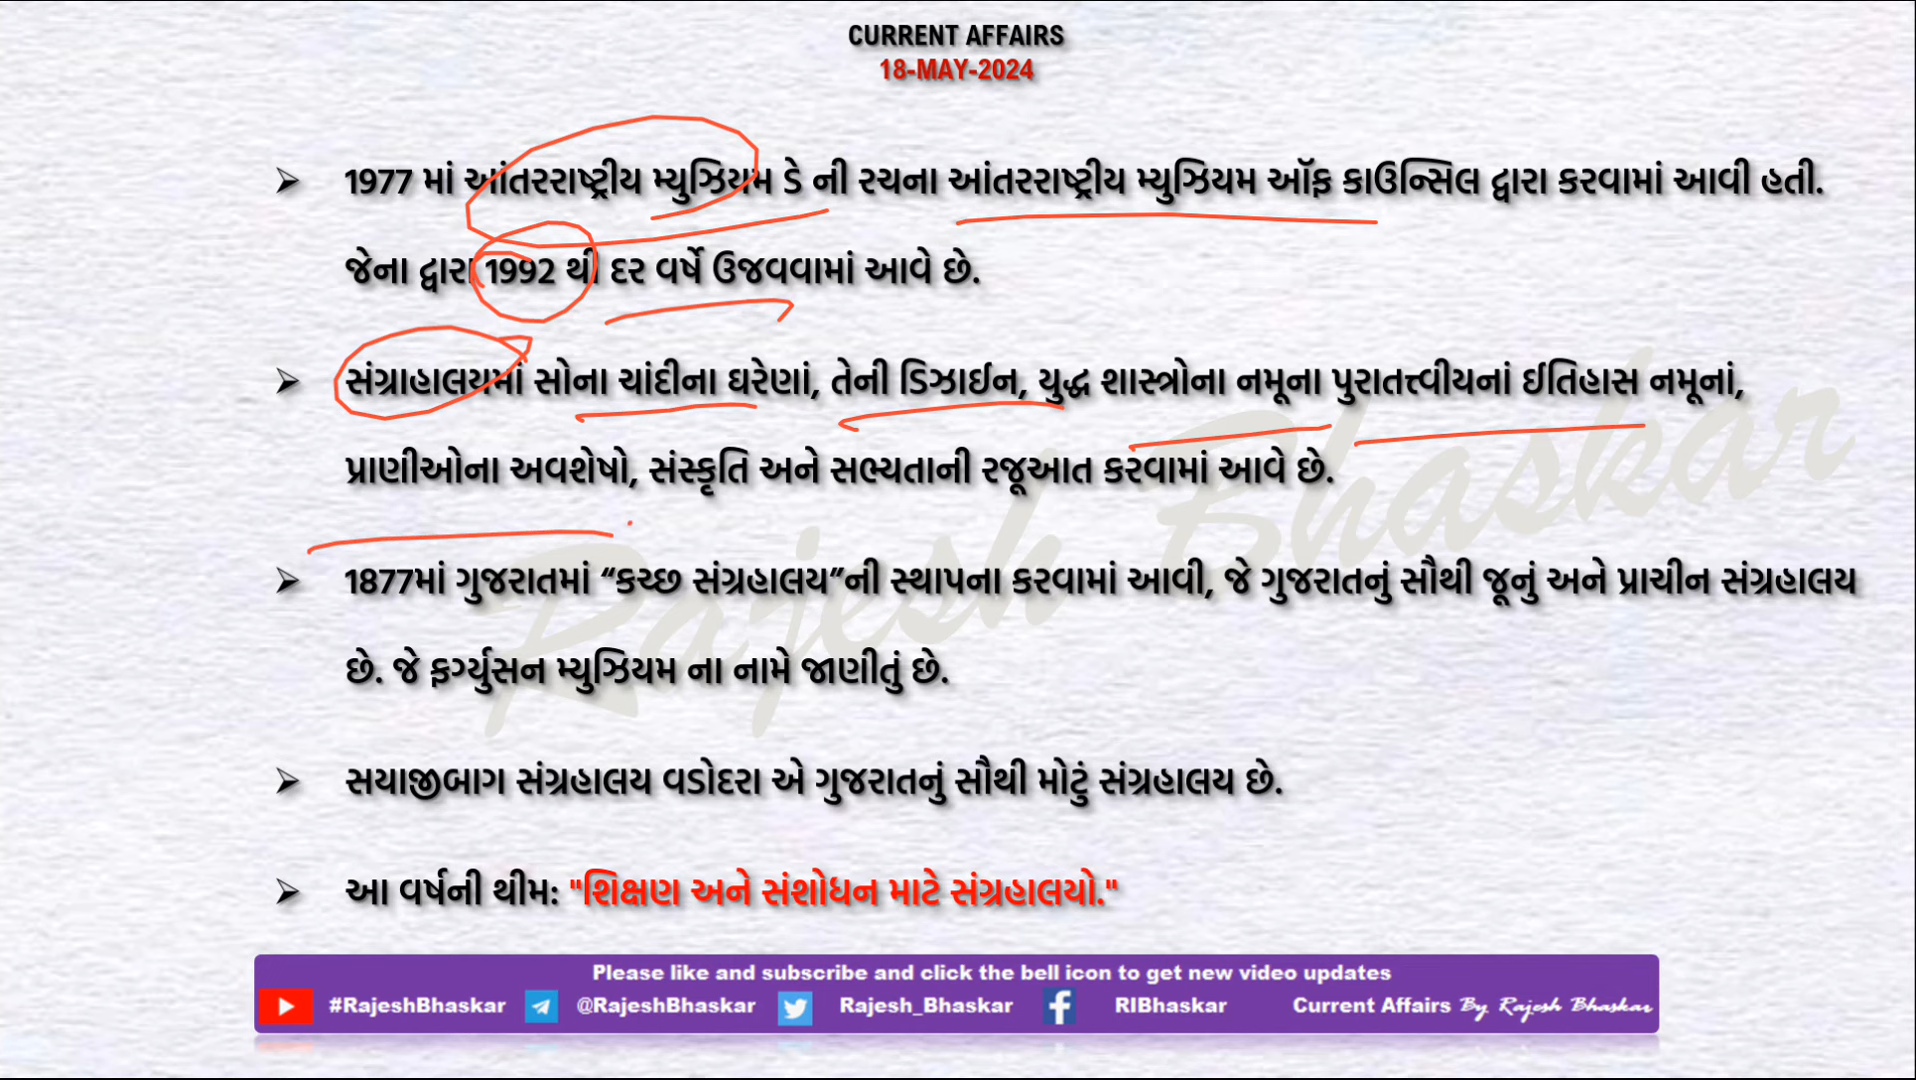 CURRENT AFFAIRS
18-MAY-2024
➢ 1977 માં આંતરરાષ્ટ્રીય મ્યુઝિયમ ડે ની રચના આંતરરાષ્ટ્રીય મ્યુઝિયમ ઑફ કાઉન્સિલ દ્વારા કરવામાં આવી હતી.
જેના દ્વારા 1992 થી દર વર્ષે ઉજવવામાં આવે છે.
➢ સંગ્રાહાલયમાં સોના ચાંદીના ઘરેણાં, તેની ડિઝાઈન, યુદ્ધ શાસ્ત્રોના નમૂના પુરાતત્ત્વીયનાં ઈતિહાસ નમૂનાં,
પ્રાણીઓના અવશેષો, સંસ્કૃતિ અને સભ્યતાની રજૂઆત કરવામાં આવે છે.
➢ 1877માં ગુજરાતમાં “કચ્છ સંગ્રહાલય”ની સ્થાપના કરવામાં આવી, જે ગુજરાતનું સૌથી જૂનું અને પ્રાચીન સંગ્રહાલય
છે. જે ફર્ગ્યુસન મ્યુઝિયમ ના નામે જાણીતું છે.
➢ સયાજીબાગ સંગ્રહાલય વડોદરા એ ગુજરાતનું સૌથી મોટું સંગ્રહાલય છે.
➢ આ વર્ષની થીમ: "શિક્ષણ અને સંશોધન માટે સંગ્રહાલયો."
Rajesh Bhaskar
Please like and subscribe and click the bell icon to get new video updates
#RajeshBhaskar @RajeshBhaskar Rajesh_Bhaskar RIBhaskar Current Affairs By Rajesh Bhaskar